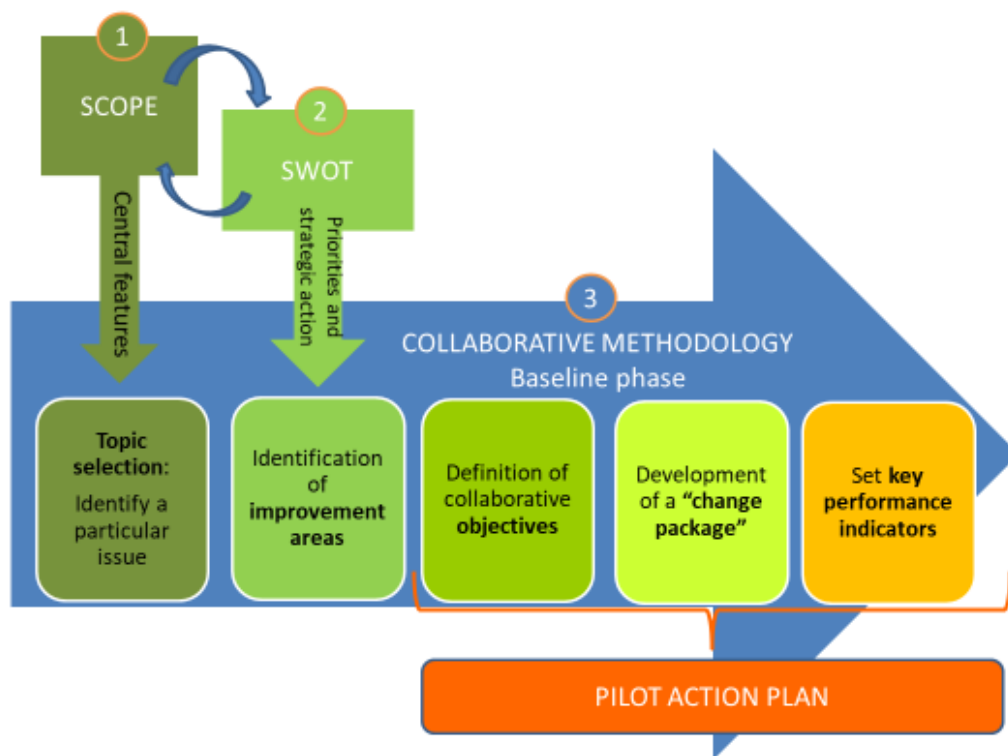 1
SCOPE
2
SWOT
Central features
Priorities and
strategic action
3
COLLABORATIVE METHODOLOGY
Baseline phase
Topic
selection:
Identify a
particular
issue
Identification
of
improvement
areas
Definition of
collaborative
objectives
Development
of a “change
package”
Set key
performance
indicators
PILOT ACTION PLAN